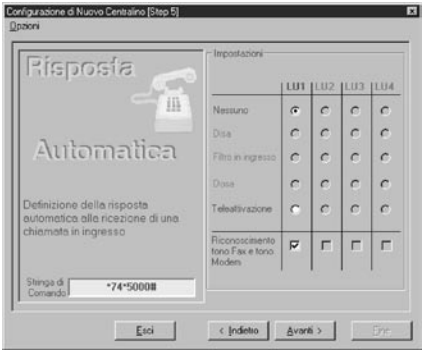 Configurazione di Nuovo Centralino [Step 5]
Opzioni
Risposta
Automatica
Definizione della risposta
automatica alla ricezione di una
chiamata in ingresso
Stringa di
Comando
*74*5000#
Impostazioni
LU1 LU2 LU3 LU4
Nessuno
Disa
Filtro in ingresso
Dosa
Teleattivazione
Riconoscimento
tono Fax e tono
Modem
Esci
< Indietro
Avanti >
Fine